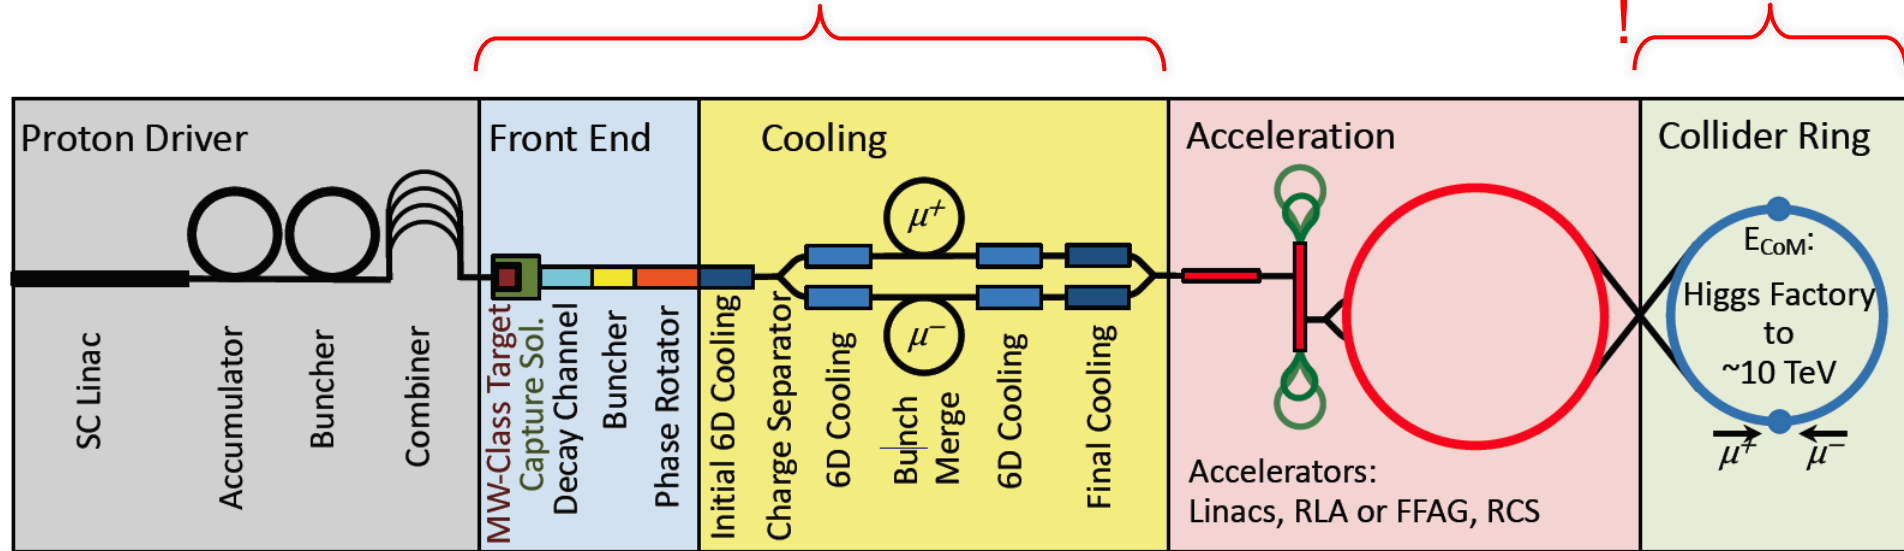 !
Proton Driver
SC Linac
Accumulator
Buncher
Combiner
Front End
MW-Class Target
Capture Sol.
Decay Channel
Buncher
Phase Rotator
Cooling
Initial 6D Cooling
Charge Separator
μ+
μ−
6D Cooling
Bunch
Merge
6D Cooling
Final Cooling
Acceleration
Accelerators:
Linacs, RLA or FFAG, RCS
Collider Ring
ECoM:
Higgs Factory
to
~10 TeV
μ+ μ−